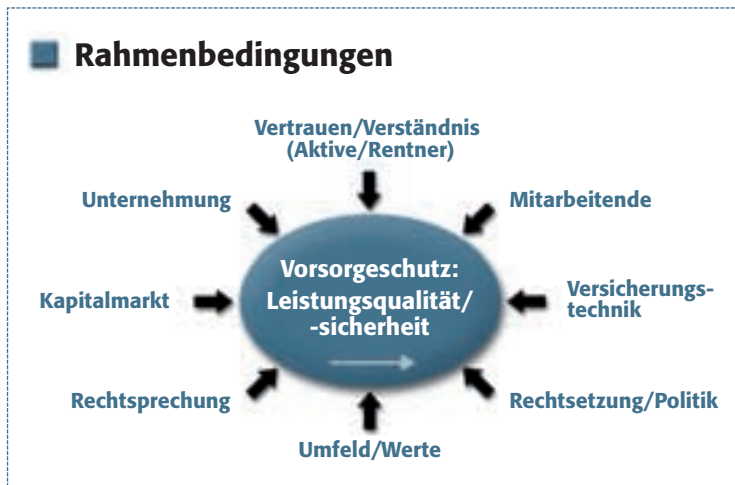 Rahmenbedingungen
Vertrauen/Verständnis
(Aktive/Rentner)
Unternehmung
Mitarbeitende
Kapitalmarkt
Vorsorgeschutz:
Leistungsqualität/
-sicherheit
Versicherungs-
technik
Rechtsprechung
Rechtsetzung/Politik
Umfeld/Werte